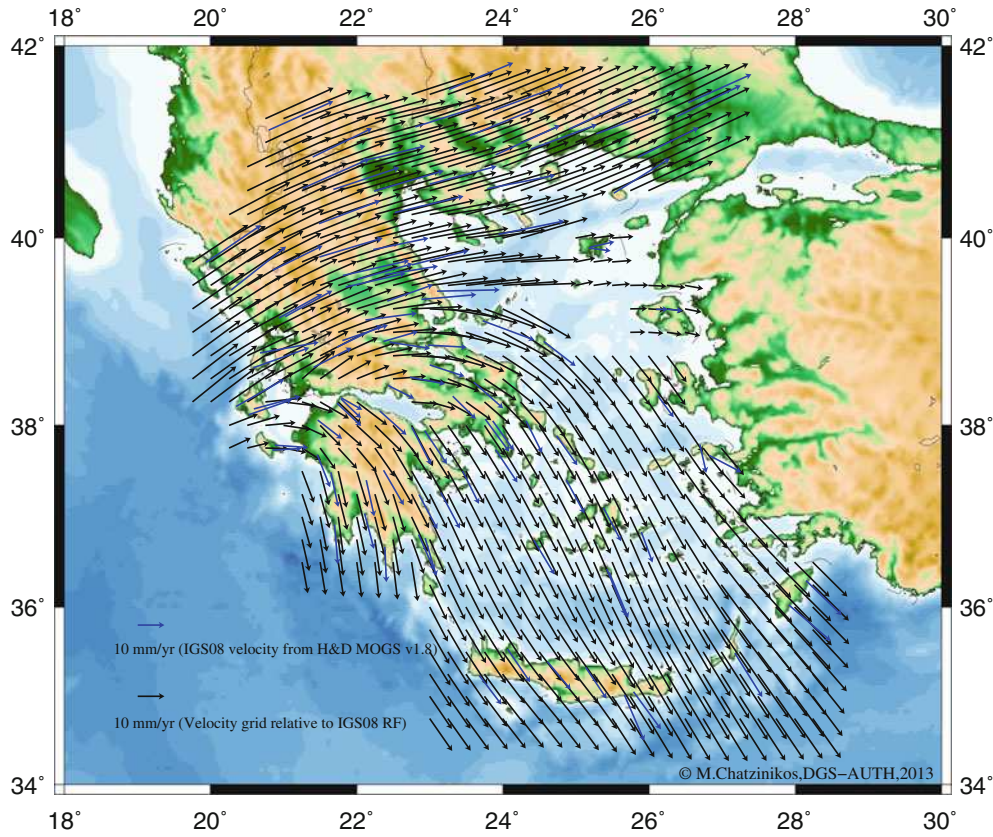 18° 20° 22° 24° 26° 28° 30°
42° 42°
40° 40°
38° 38°
36° 36°
10 mm/yr (IGS08 velocity from H&D MOGS v1.8)
10 mm/yr (Velocity grid relative to IGS08 RF)
© M.Chatzinikos,DGS−AUTH,2013
34° 34°
18° 20° 22° 24° 26° 28° 30°